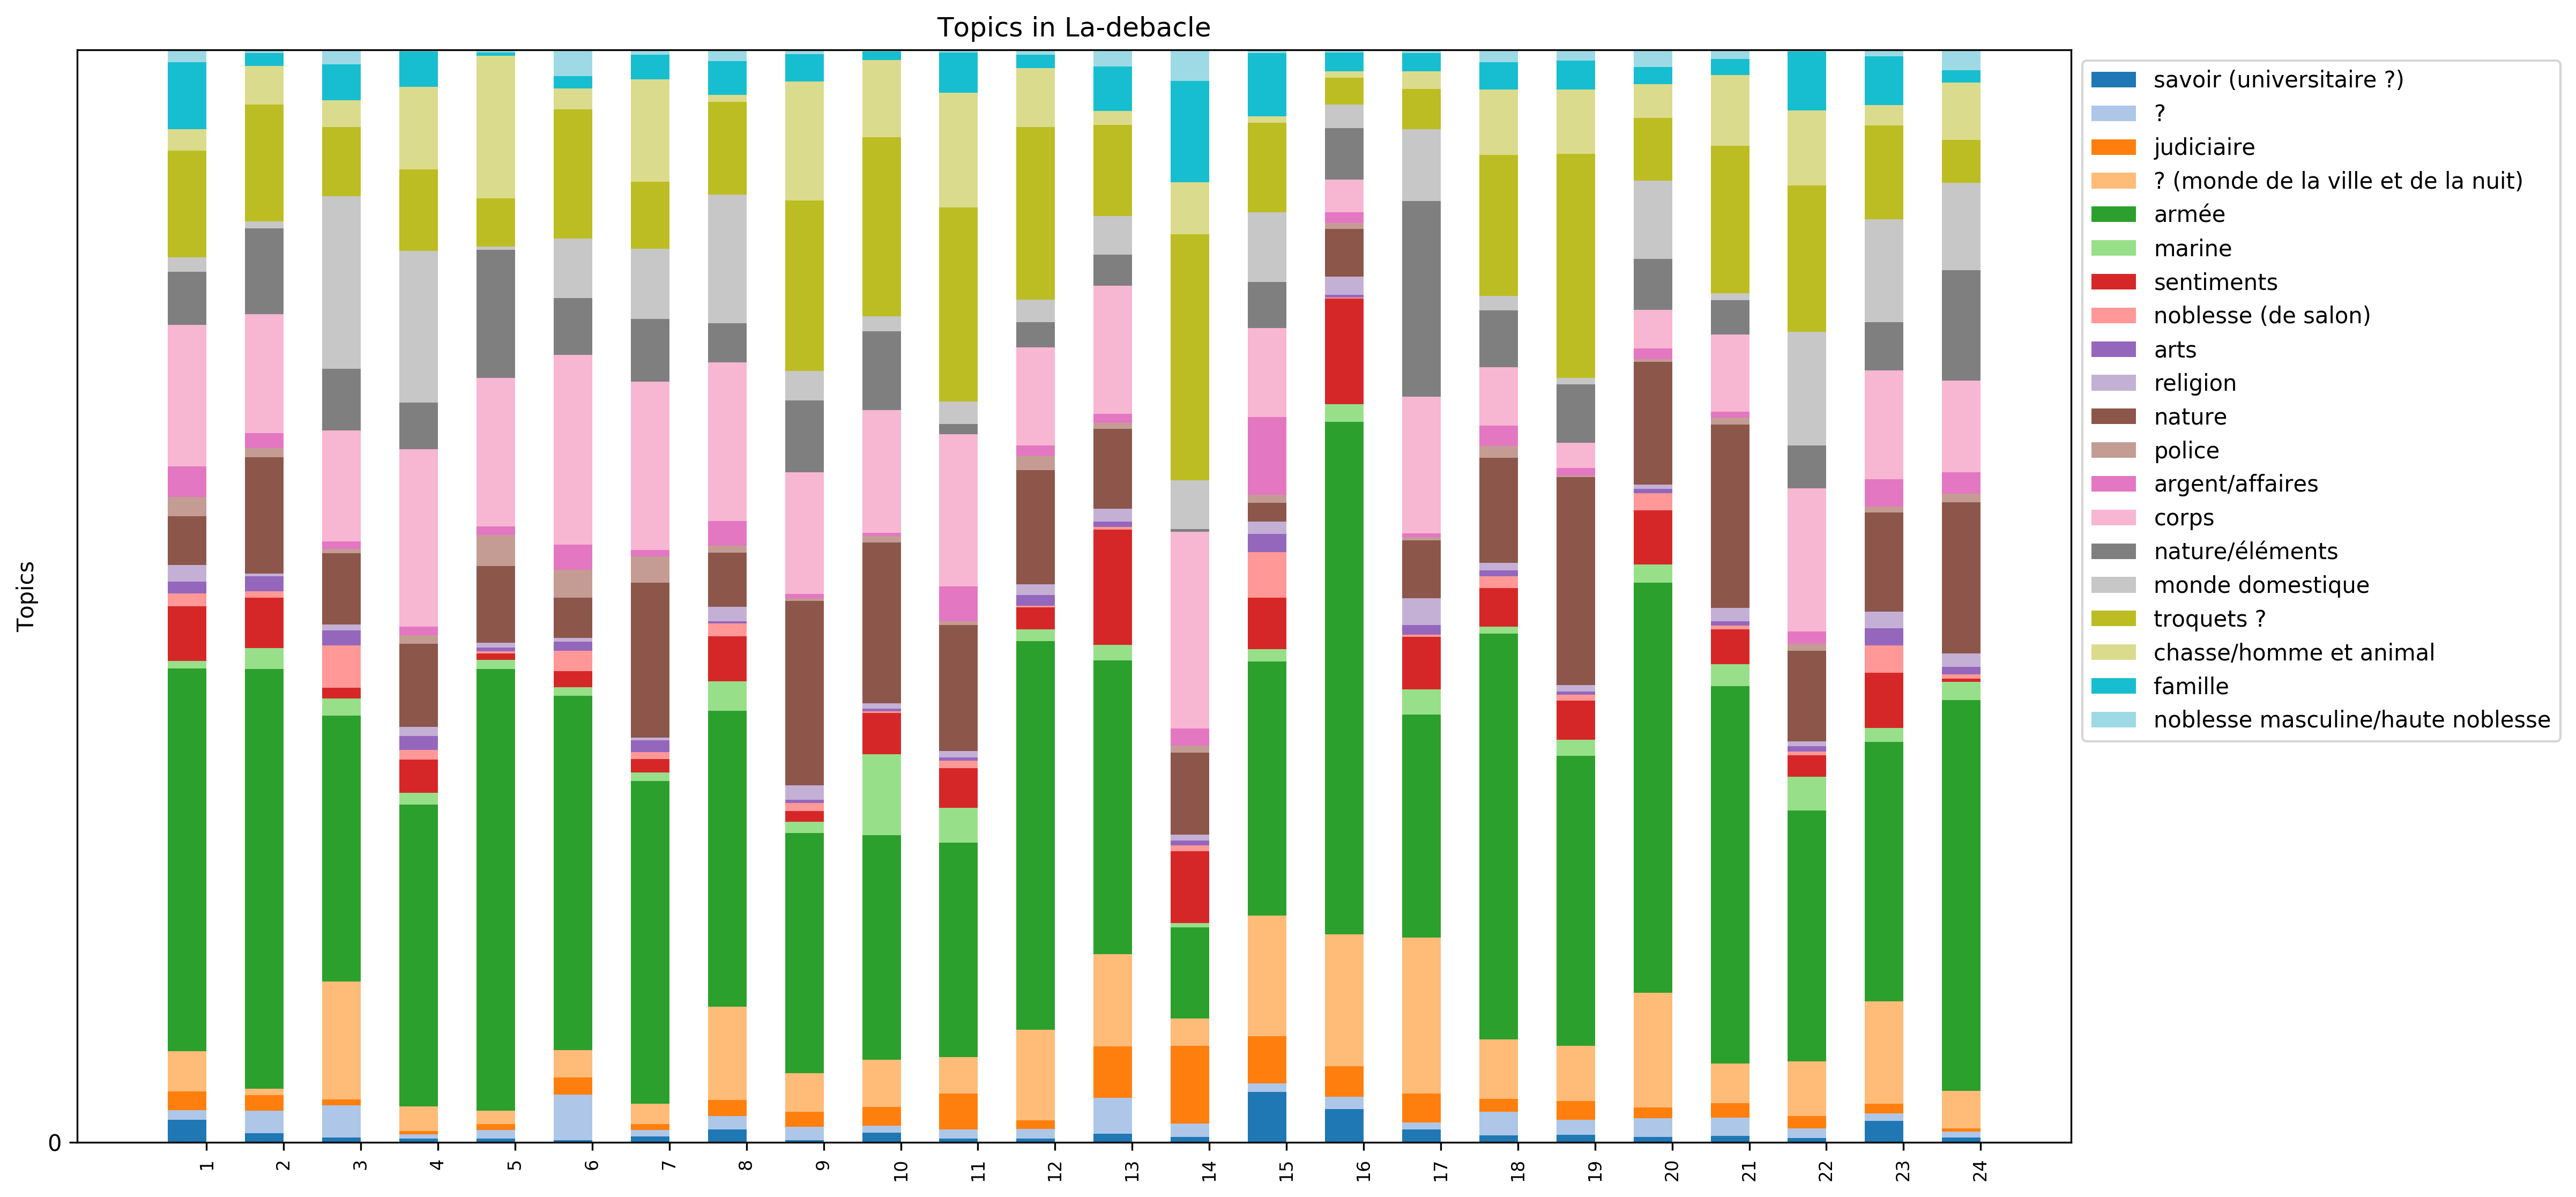 Topics in La-debacle
Topics
0
1
2
3
4
5
6
7
8
9
10
11
12
13
14
15
16
17
18
19
20
21
22
23
24
savoir (universitaire ?)
?
judiciaire
? (monde de la ville et de la nuit)
armée
marine
sentiments
noblesse (de salon)
arts
religion
nature
police
argent/affaires
corps
nature/éléments
monde domestique
troquets ?
chasse/homme et animal
famille
noblesse masculine/haute noblesse